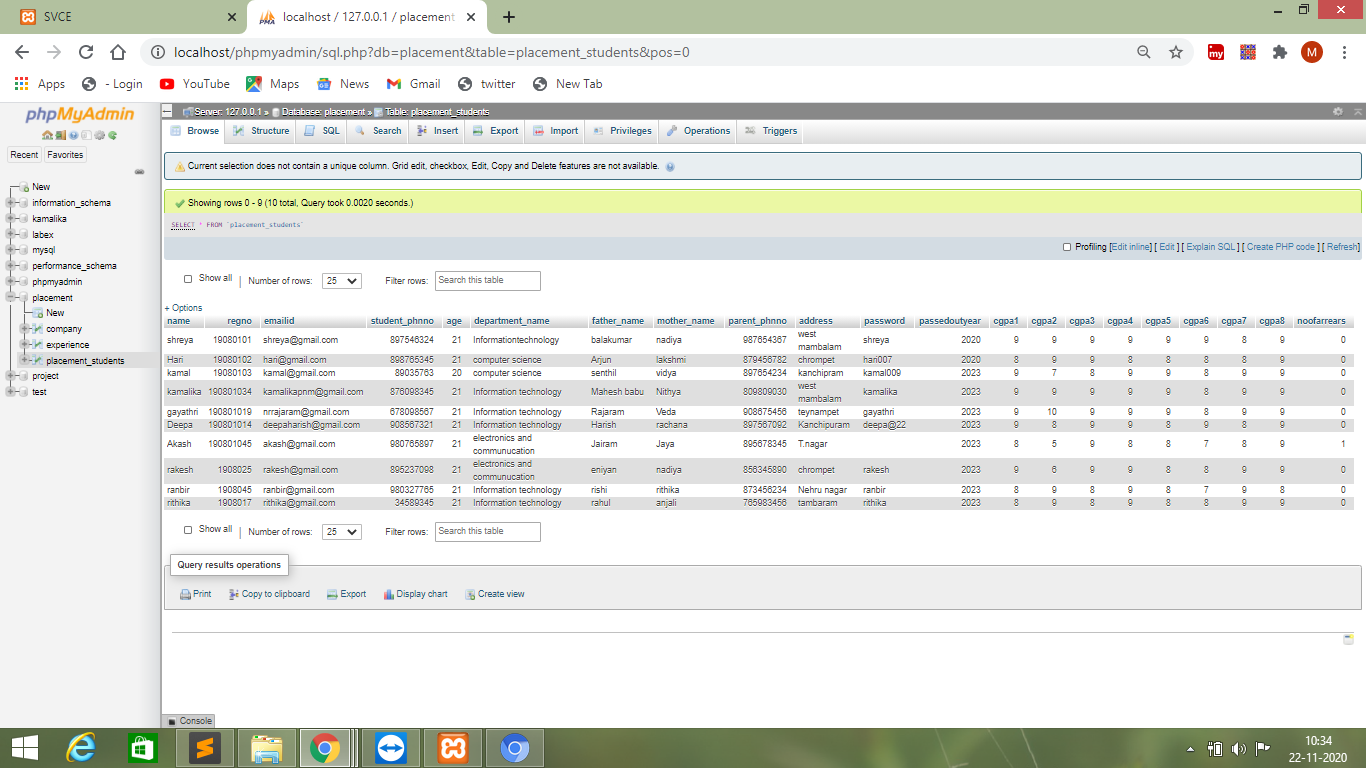 SVCE
localhost / 127.0.0.1 / placement
localhost/phpmyadmin/sql.php?db=placement&table=placement_students&pos=0
M
Apps - Login YouTube Maps News Gmail twitter New Tab
phpMyAdmin
Recent Favorites
New
information_schema
kamalika
labex
mysql
performance_schema
phpmyadmin
placement
New
company
experience
placement_students
project
test
Server: 127.0.0.1 » Database: placement » Table: placement_students
Browse Structure SQL Search Insert Export Import Privileges Operations Triggers
Current selection does not contain a unique column. Grid edit, checkbox, Edit, Copy and Delete features are not available.
Showing rows 0 - 9 (10 total, Query took 0.0020 seconds.)
SELECT * FROM `placement_students`
Profiling [Edit inline] [ Edit ] [ Explain SQL ] [ Create PHP code ] [ Refresh]
Show all | Number of rows: 25 Filter rows: Search this table
+ Options
name regno emailid student_phnno age department_name father_name mother_name parent_phnno address password passedoutyear cgpa1 cgpa2 cgpa3 cgpa4 cgpa5 cgpa6 cgpa7 cgpa8 noofarrears
shreya 19080101 shreya@gmail.com 897546324 21 Informationtechnology balakumar nadiya 987654367 west mambalam shreya 2020 9 9 9 9 9 9 8 9 0
Hari 19080102 hari@gmail.com 898765345 21 computer science Arjun lakshmi 879456782 chrompet hari007 2020 8 9 9 8 8 8 9 9 0
kamal 19080103 kamal@gmail.com 89035763 20 computer science senthil vidya 897654234 kanchipram kamal009 2023 9 7 8 9 9 8 9 9 0
kamalika 190801034 kamalikapnm@gmail.com 876098345 21 Information technology Mahesh babu Nithya 809809030 west mambalam kamalika 2023 9 9 9 9 9 8 9 9 0
gayathri 190801019 nrrajaram@gmail.com 678098567 21 Information technology Rajaram Veda 908675456 teynampet gayathri 2023 9 10 9 9 9 8 9 9 0
Deepa 190801014 deepaharish@gmail.com 908567321 21 Information technology Harish rachana 897567092 Kanchipuram deepa@22 2023 9 8 9 9 9 8 9 8 0
Akash 190801045 akash@gmail.com 980765897 21 electronics and communucation Jairam Jaya 895678345 T.nagar 2023 8 5 9 8 8 7 8 9 1
rakesh 1908025 rakesh@gmail.com 895237098 21 electronics and communucation eniyan nadiya 856345890 chrompet rakesh 2023 9 6 9 9 8 8 9 9 0
ranbir 1908045 ranbir@gmail.com 980327765 21 Information technology rishi rithika 873456234 Nehru nagar ranbir 2023 8 9 8 9 8 7 9 8 0
rithika 1908017 rithika@gmail.com 34589345 21 Information technology rahul anjali 765983456 tambaram rithika 2023 8 9 8 9 8 8 9 9 0
Show all | Number of rows: 25 Filter rows: Search this table
Query results operations
Print Copy to clipboard Export Display chart Create view
Console
10:34
22-11-2020